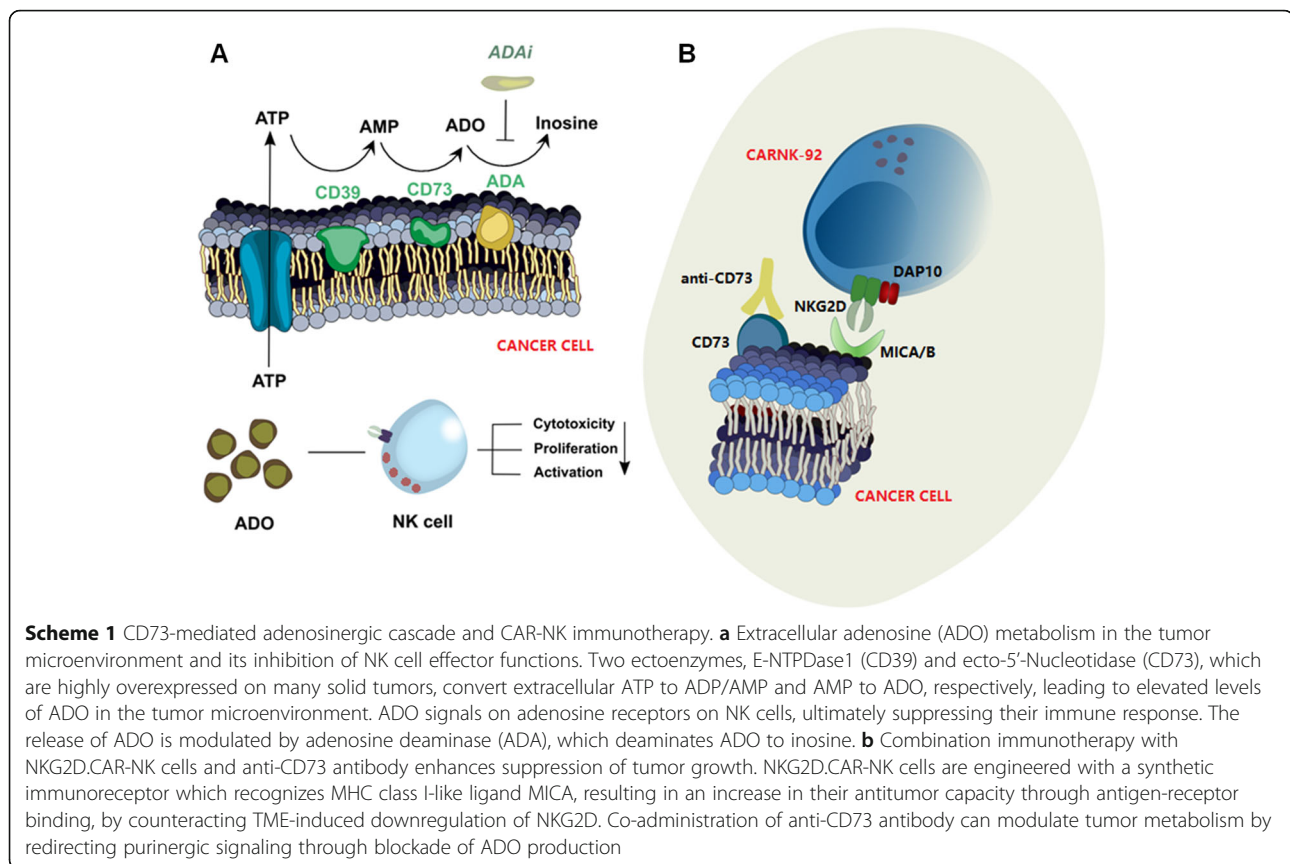 A
ADAi
ATP
AMP
ADO
Inosine
CD39
CD73
ADA
CANCER CELL
ATP
Cytotoxicity
Proliferation
Activation
ADO
NK cell
B
CARNK-92
DAP10
anti-CD73
NKG2D
CD73
MICA/B
CANCER CELL
Scheme 1 CD73-mediated adenosinergic cascade and CAR-NK immunotherapy. a Extracellular adenosine (ADO) metabolism in the tumor
microenvironment and its inhibition of NK cell effector functions. Two ectoenzymes, E-NTPDase1 (CD39) and ecto-5’-Nucleotidase (CD73), which
are highly overexpressed on many solid tumors, convert extracellular ATP to ADP/AMP and AMP to ADO, respectively, leading to elevated levels
of ADO in the tumor microenvironment. ADO signals on adenosine receptors on NK cells, ultimately suppressing their immune response. The
release of ADO is modulated by adenosine deaminase (ADA), which deaminates ADO to inosine. b Combination immunotherapy with
NKG2D.CAR-NK cells and anti-CD73 antibody enhances suppression of tumor growth. NKG2D.CAR-NK cells are engineered with a synthetic
immunoreceptor which recognizes MHC class I-like ligand MICA, resulting in an increase in their antitumor capacity through antigen-receptor
binding, by counteracting TME-induced downregulation of NKG2D. Co-administration of anti-CD73 antibody can modulate tumor metabolism by
redirecting purinergic signaling through blockade of ADO production